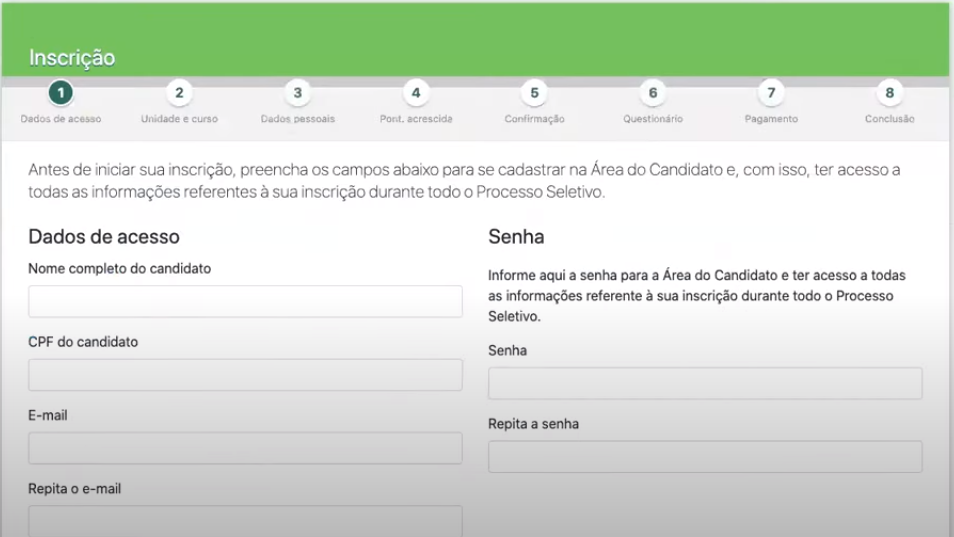 Inscrição
1 2 3 4 5 6 7 8
Dados de acesso Unidade e curso Dados pessoais Pont. acrescida Confirmação Questionário Pagamento Conclusão
Antes de iniciar sua inscrição, preencha os campos abaixo para se cadastrar na Área do Candidato e, com isso, ter acesso a
todas as informações referentes à sua inscrição durante todo o Processo Seletivo.
Dados de acesso
Nome completo do candidato
CPF do candidato
E-mail
Repita o e-mail
Senha
Informe aqui a senha para a Área do Candidato e ter acesso a todas
as informações referente à sua inscrição durante todo o Processo
Seletivo.
Senha
Repita a senha